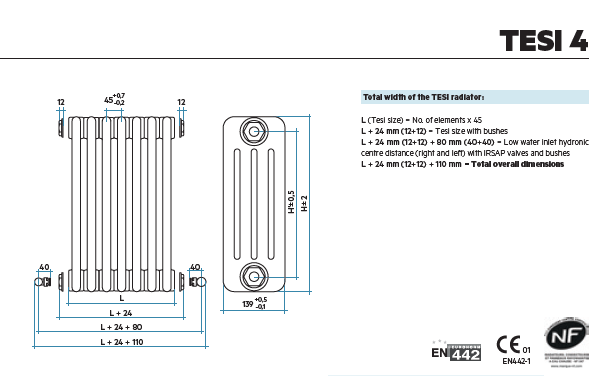 TESI 4
12
45 +0,7 -0,2
12
Total width of the TESI radiator:
L (Tesi size) = No. of elements x 45
L + 24 mm (12+12) = Tesi size with bushes
L + 24 mm (12+12) + 80 mm (40+40) = Low water inlet hydronic
centre distance (right and left) with IRSAP valves and bushes
L + 24 mm (12+12) + 110 mm = Total overall dimensions
H'±0,5
H±2
40
40
L
139 +0,5 -0,1
L + 24
L + 24 + 80
L + 24 + 110
EN 442
CE 01
EN442-1
NF